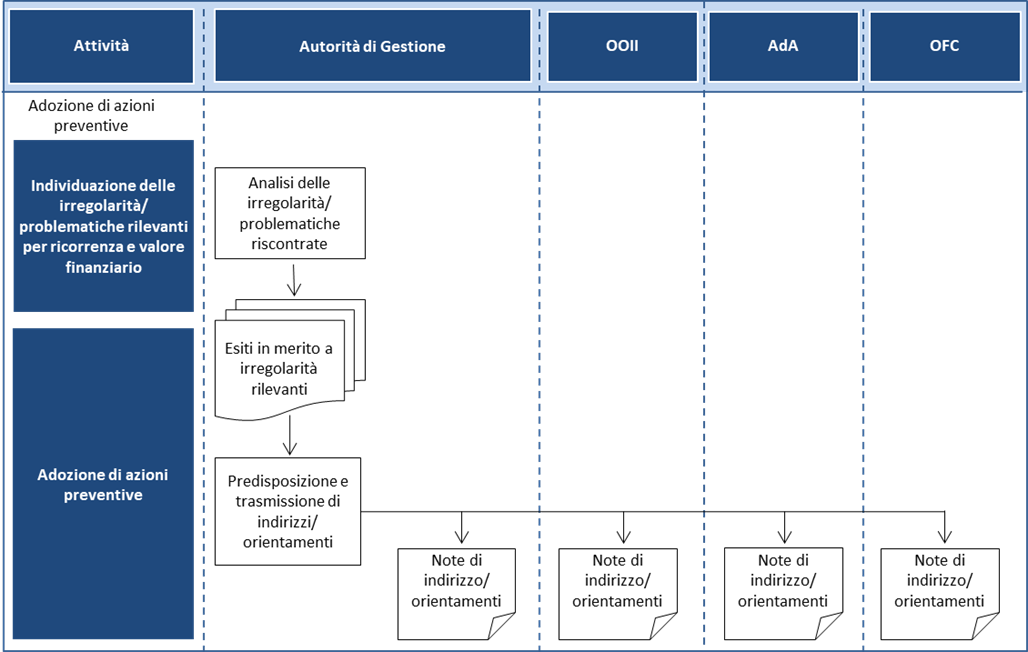 Attività
Autorità di Gestione
OOII
AdA
OFC
Adozione di azioni
preventive
Individuazione delle
irregolarità/
problematiche rilevanti
per ricorrenza e valore
finanziario
Analisi delle
irregolarità/
problematiche
riscontrate
Esiti in merito a
irregolarità
rilevanti
Adozione di azioni
preventive
Predisposizione e
trasmissione di
indirizzi/
orientamenti
Note di
indirizzo/
orientamenti
Note di
indirizzo/
orientamenti
Note di
indirizzo/
orientamenti
Note di
indirizzo/
orientamenti